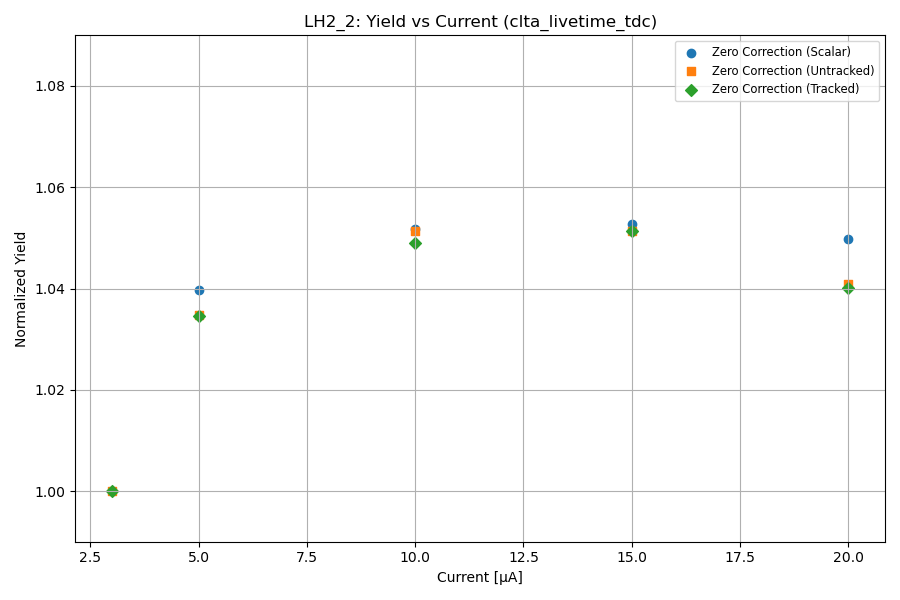 LH2_2: Yield vs Current (clta_livetime_tdc)
Zero Correction (Scalar)
Zero Correction (Untracked)
Zero Correction (Tracked)
Normalized Yield
1.08
1.06
1.04
1.02
1.00
2.5 5.0 7.5 10.0 12.5 15.0 17.5 20.0
Current [μA]